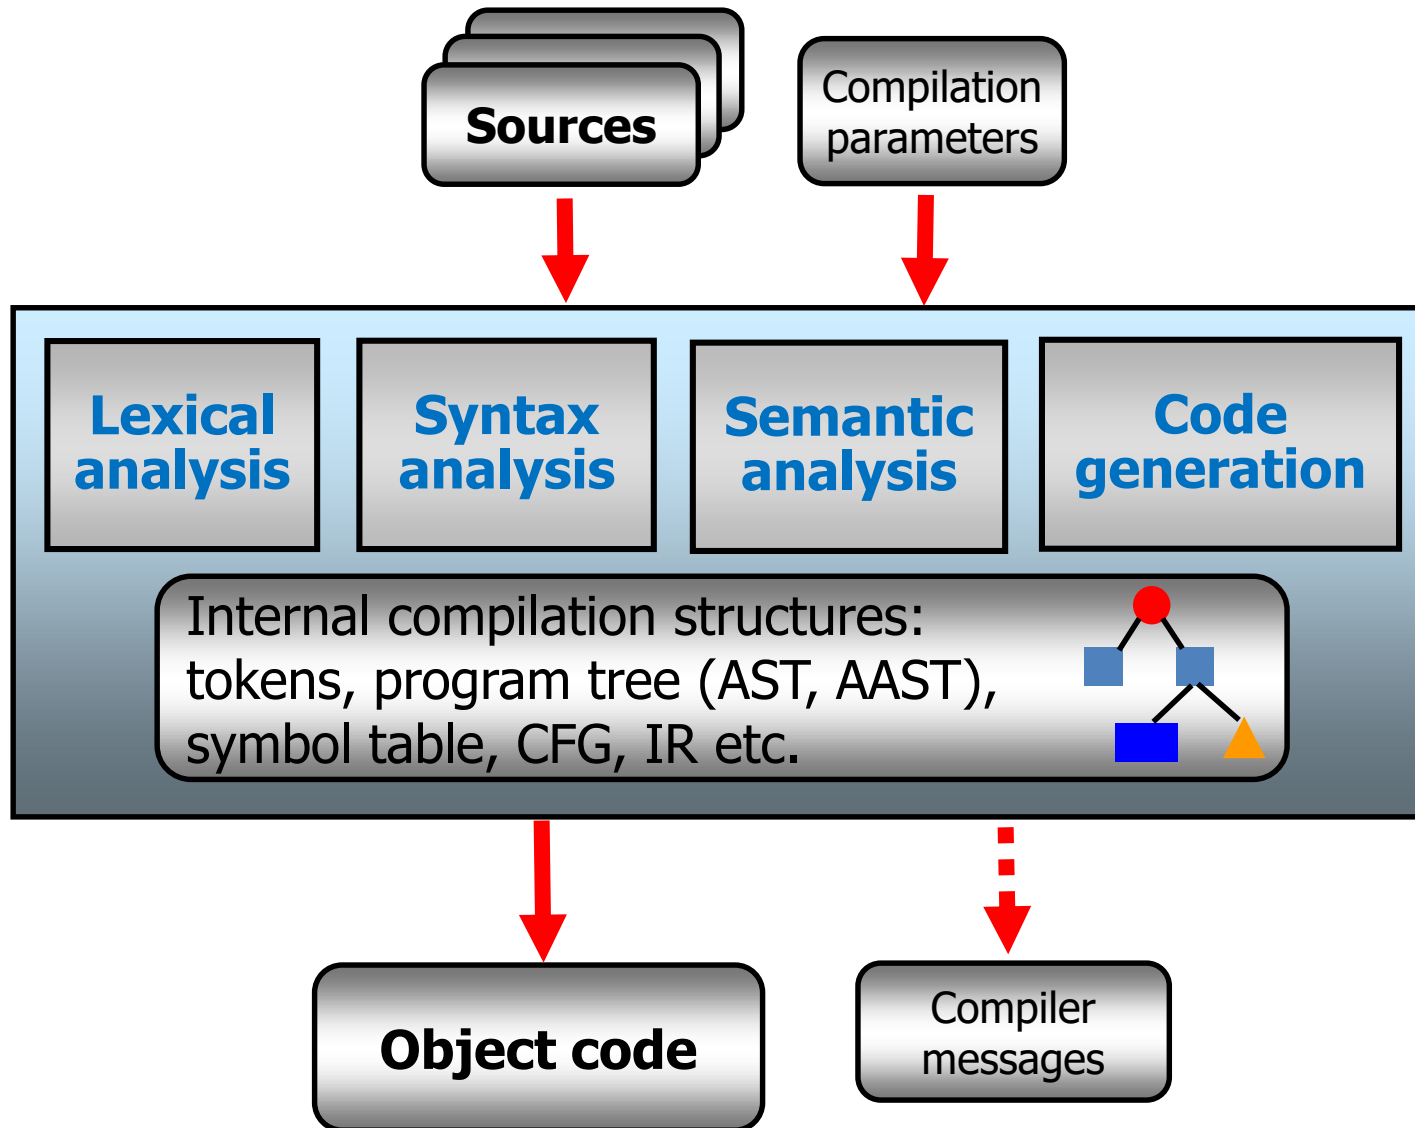 Sources
Compilation
parameters
Lexical
analysis
Syntax
analysis
Semantic
analysis
Code
generation
Internal compilation structures:
tokens, program tree (AST, AAST),
symbol table, CFG, IR etc.
Object code
Compiler
messages